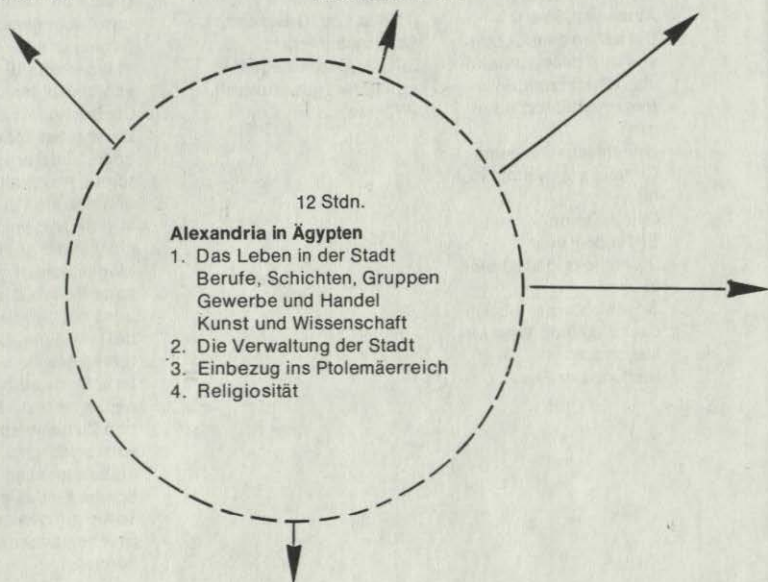 12 Stdn.
Alexandria in Ägypten
1. Das Leben in der Stadt
Berufe, Schichten, Gruppen
Gewerbe und Handel
Kunst und Wissenschaft
2. Die Verwaltung der Stadt
3. Einbezug ins Ptolemäerreich
4. Religiosität